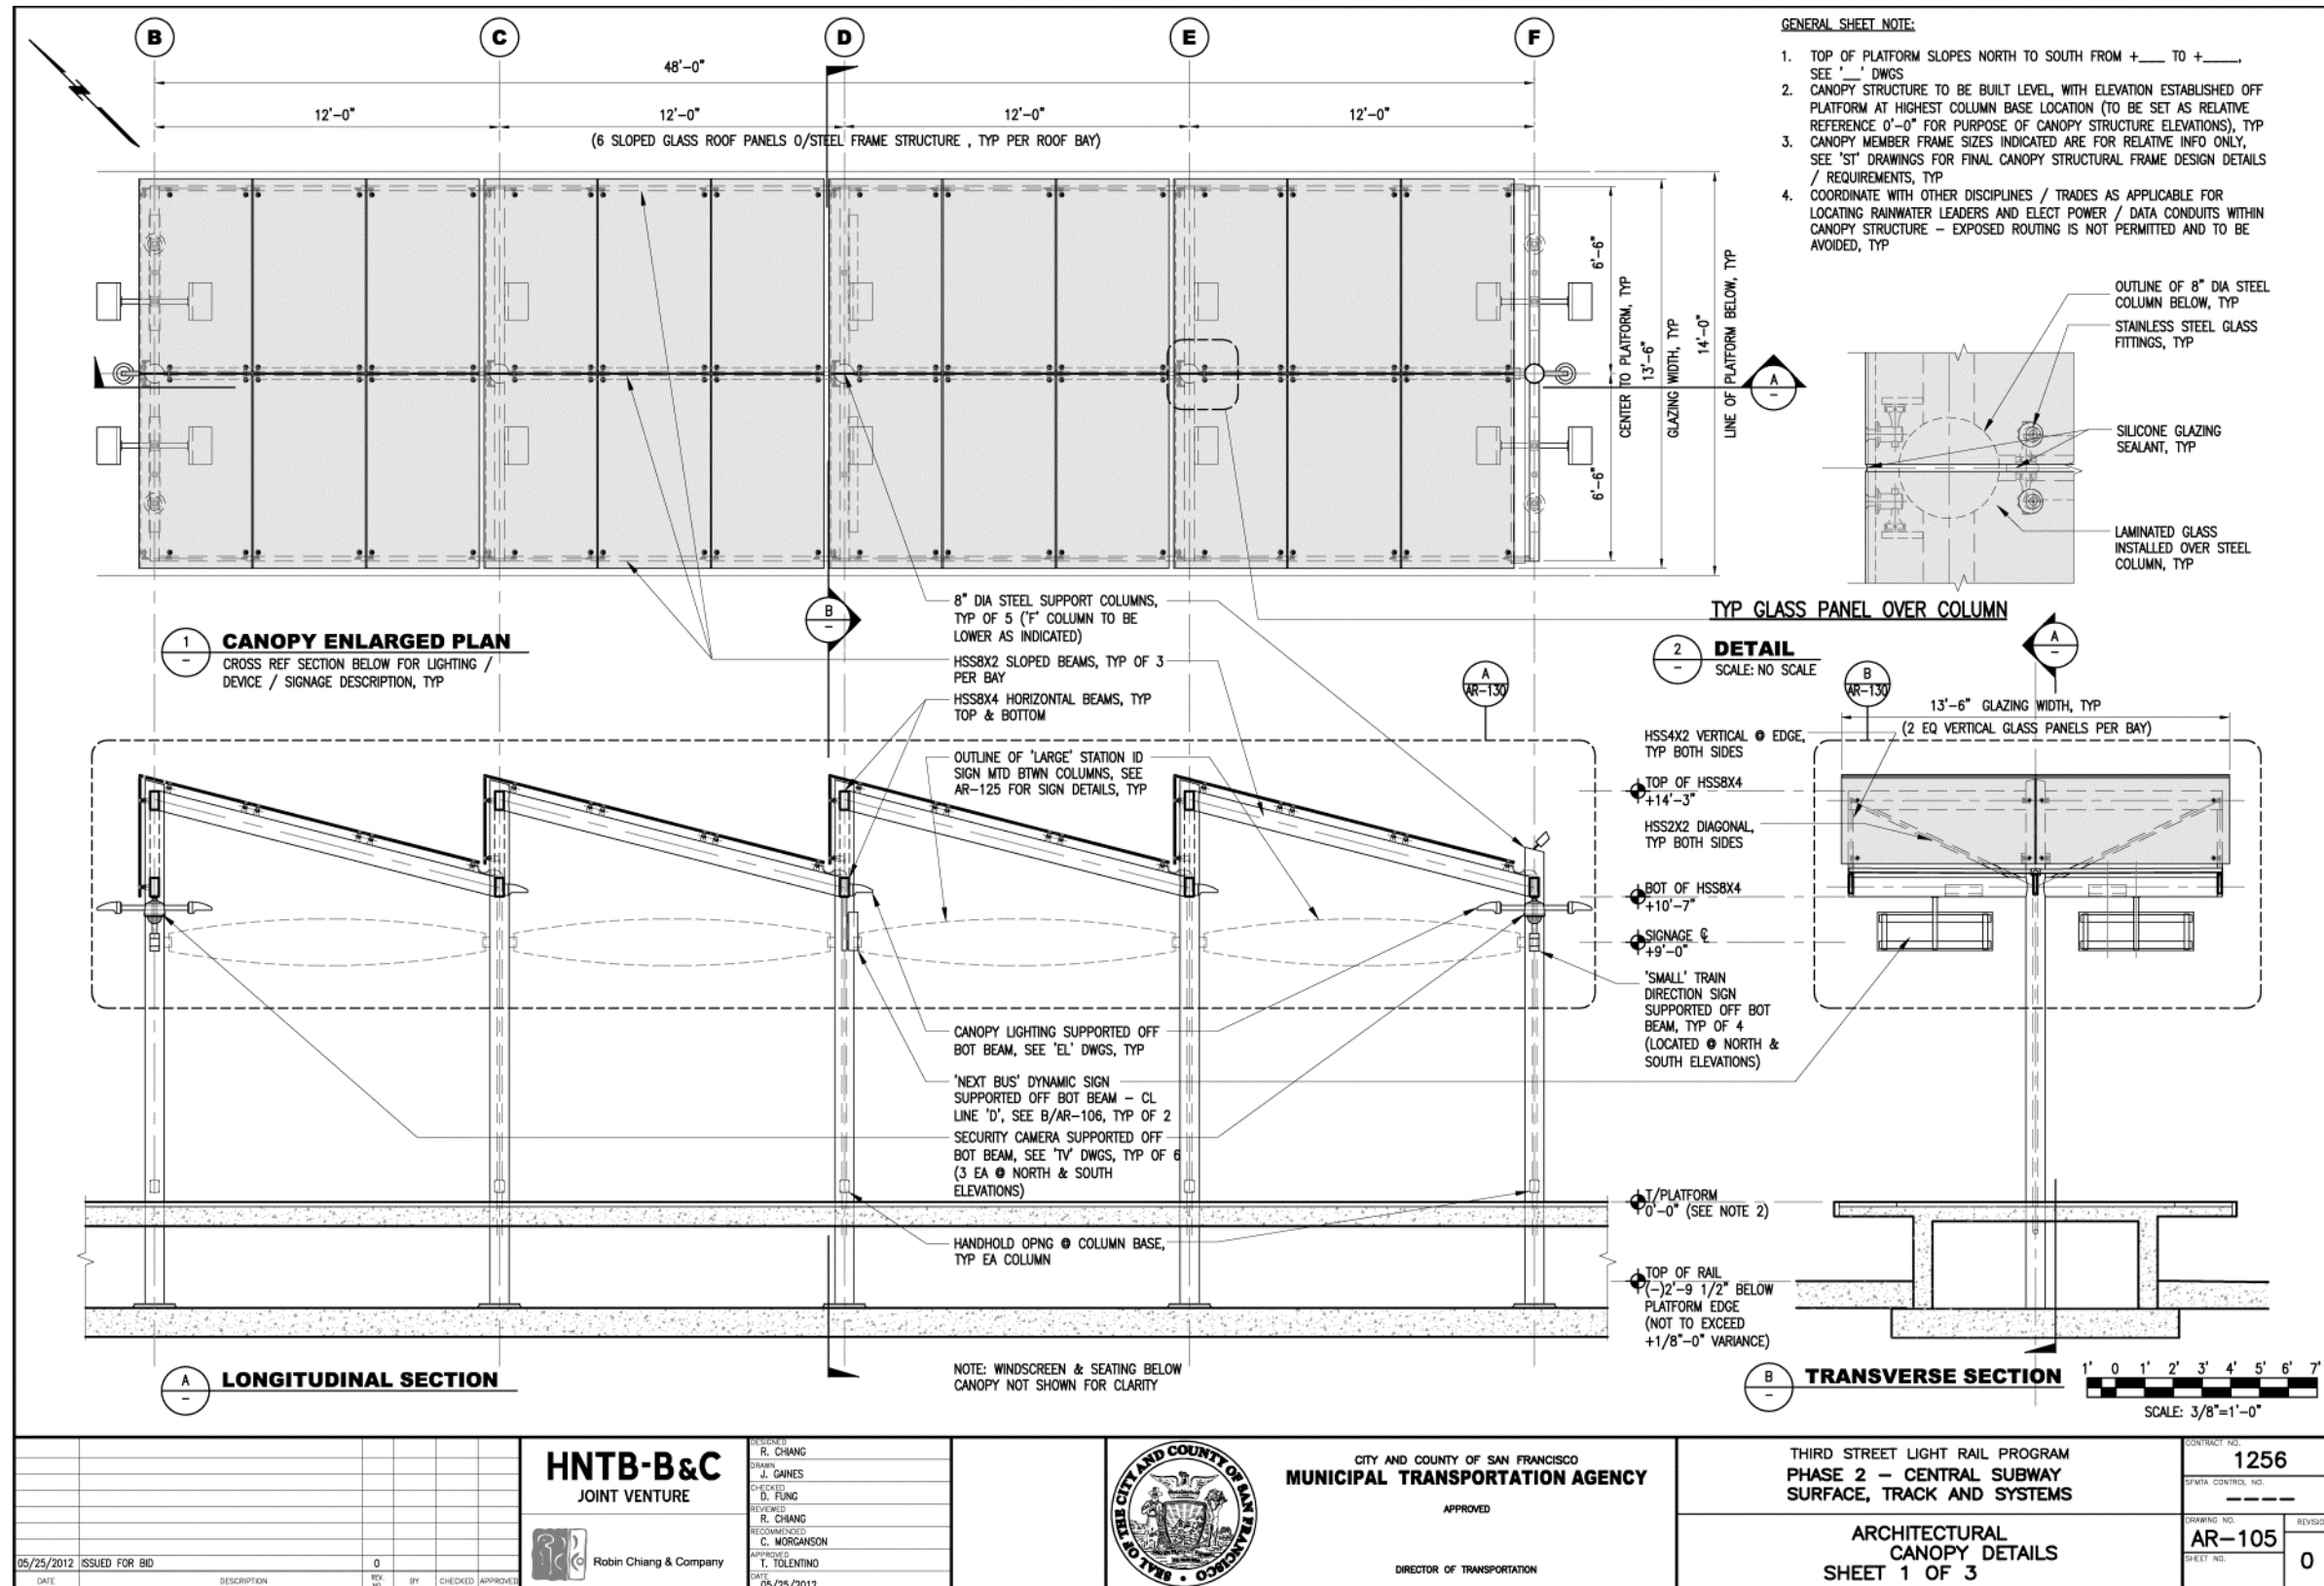 B
C
D
E
F
48'-0"
12'-0"
12'-0"
12'-0"
12'-0"
(6 SLOPED GLASS ROOF PANELS O/STEEL FRAME STRUCTURE , TYP PER ROOF BAY)
6'-6"
6'-6"
CENTER TO PLATFORM, TYP
13'-6"
GLAZING WIDTH, TYP
14'-0"
LINE OF PLATFORM BELOW, TYP
A
-
GENERAL SHEET NOTE:
1. TOP OF PLATFORM SLOPES NORTH TO SOUTH FROM +___ TO +____,
SEE '__' DWGS
2. CANOPY STRUCTURE TO BE BUILT LEVEL, WITH ELEVATION ESTABLISHED OFF
PLATFORM AT HIGHEST COLUMN BASE LOCATION (TO BE SET AS RELATIVE
REFERENCE 0'-0" FOR PURPOSE OF CANOPY STRUCTURE ELEVATIONS), TYP
3. CANOPY MEMBER FRAME SIZES INDICATED ARE FOR RELATIVE INFO ONLY,
SEE 'ST' DRAWINGS FOR FINAL CANOPY STRUCTURAL FRAME DESIGN DETAILS
/ REQUIREMENTS, TYP
4. COORDINATE WITH OTHER DISCIPLINES / TRADES AS APPLICABLE FOR
LOCATING RAINWATER LEADERS AND ELECT POWER / DATA CONDUITS WITHIN
CANOPY STRUCTURE – EXPOSED ROUTING IS NOT PERMITTED AND TO BE
AVOIDED, TYP
OUTLINE OF 8" DIA STEEL
COLUMN BELOW, TYP
STAINLESS STEEL GLASS
FITTINGS, TYP
SILICONE GLAZING
SEALANT, TYP
LAMINATED GLASS
INSTALLED OVER STEEL
COLUMN, TYP
TYP GLASS PANEL OVER COLUMN
2
-
DETAIL
SCALE: NO SCALE
1
-
CANOPY ENLARGED PLAN
CROSS REF SECTION BELOW FOR LIGHTING /
DEVICE / SIGNAGE DESCRIPTION, TYP
B
-
8" DIA STEEL SUPPORT COLUMNS,
TYP OF 5 ('F' COLUMN TO BE
LOWER AS INDICATED)
HSS8X2 SLOPED BEAMS, TYP OF 3
PER BAY
HSS8X4 HORIZONTAL BEAMS, TYP
TOP & BOTTOM
OUTLINE OF 'LARGE' STATION ID
SIGN MTD BTWN COLUMNS, SEE
AR-125 FOR SIGN DETAILS, TYP
CANOPY LIGHTING SUPPORTED OFF
BOT BEAM, SEE 'EL' DWGS, TYP
'NEXT BUS' DYNAMIC SIGN
SUPPORTED OFF BOT BEAM – CL
LINE 'D', SEE B/AR-106, TYP OF 2
SECURITY CAMERA SUPPORTED OFF
BOT BEAM, SEE 'TV' DWGS, TYP OF 6
(3 EA @ NORTH & SOUTH
ELEVATIONS)
HANDHOLD OPNG @ COLUMN BASE,
TYP EA COLUMN
NOTE: WINDSCREEN & SEATING BELOW
CANOPY NOT SHOWN FOR CLARITY
A
-
LONGITUDINAL SECTION
A
AR-130
B
AR-130
A
-
13'-6" GLAZING WIDTH, TYP
(2 EQ VERTICAL GLASS PANELS PER BAY)
HSS4X2 VERTICAL @ EDGE,
TYP BOTH SIDES
TOP OF HSS8X4
+14'-3"
HSS2X2 DIAGONAL,
TYP BOTH SIDES
BOT OF HSS8X4
+10'-7"
SIGNAGE ℄
+9'-0"
'SMALL' TRAIN
DIRECTION SIGN
SUPPORTED OFF BOT
BEAM, TYP OF 4
(LOCATED @ NORTH &
SOUTH ELEVATIONS)
T/PLATFORM
0'-0" (SEE NOTE 2)
TOP OF RAIL
(-)2'-9 1/2" BELOW
PLATFORM EDGE
(NOT TO EXCEED
+1/8"-0" VARIANCE)
B
-
TRANSVERSE SECTION
1' 0 1' 2' 3' 4' 5' 6' 7'
SCALE: 3/8"=1'-0"
05/25/2012 ISSUED FOR BID 0
DATE DESCRIPTION REV. NO. BY CHECKED APPROVED
HNTB-B&C
JOINT VENTURE
Robin Chiang & Company
DESIGNED
R. CHIANG
DRAWN
J. GAINES
CHECKED
D. FUNG
REVIEWED
R. CHIANG
RECOMMENDED
C. MORGANSON
APPROVED
T. TOLENTINO
DATE
05/25/2012
SEAL OF THE CITY AND COUNTY OF SAN FRANCISCO
CITY AND COUNTY OF SAN FRANCISCO
MUNICIPAL TRANSPORTATION AGENCY
APPROVED
DIRECTOR OF TRANSPORTATION
THIRD STREET LIGHT RAIL PROGRAM
PHASE 2 – CENTRAL SUBWAY
SURFACE, TRACK AND SYSTEMS
ARCHITECTURAL
CANOPY DETAILS
SHEET 1 OF 3
CONTRACT NO.
1256
SFMTA CONTROL NO.
----
DRAWING NO.
AR-105
SHEET NO.
0